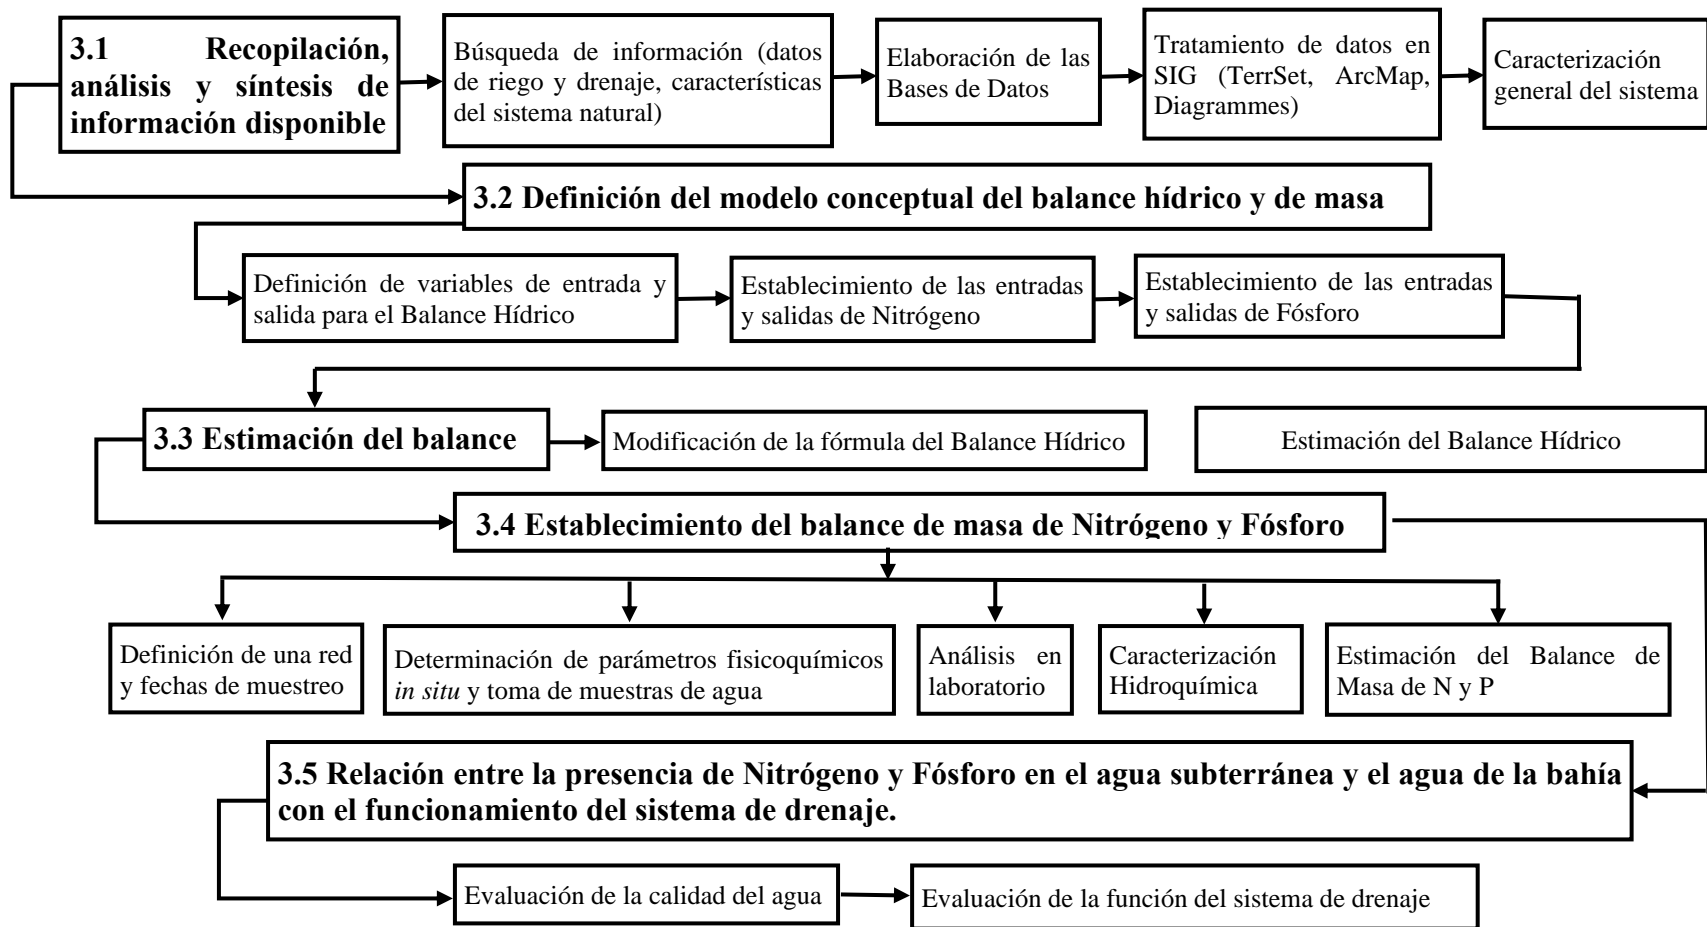 3.1 Recopilación,
análisis y síntesis de
información disponible
Búsqueda de información (datos
de riego y drenaje, características
del sistema natural)
Elaboración de las
Bases de Datos
Tratamiento de datos en
SIG (TerrSet, ArcMap,
Diagrammes)
Caracterización
general del sistema
3.2 Definición del modelo conceptual del balance hídrico y de masa
Definición de variables de entrada y
salida para el Balance Hídrico
Establecimiento de las entradas
y salidas de Nitrógeno
Establecimiento de las entradas
y salidas de Fósforo
3.3 Estimación del balance
Modificación de la fórmula del Balance Hídrico
Estimación del Balance Hídrico
3.4 Establecimiento del balance de masa de Nitrógeno y Fósforo
Definición de una red
y fechas de muestreo
Determinación de parámetros fisicoquímicos
in situ y toma de muestras de agua
Análisis en
laboratorio
Caracterización
Hidroquímica
Estimación del Balance de
Masa de N y P
3.5 Relación entre la presencia de Nitrógeno y Fósforo en el agua subterránea y el agua de la bahía
con el funcionamiento del sistema de drenaje.
Evaluación de la calidad del agua
Evaluación de la función del sistema de drenaje